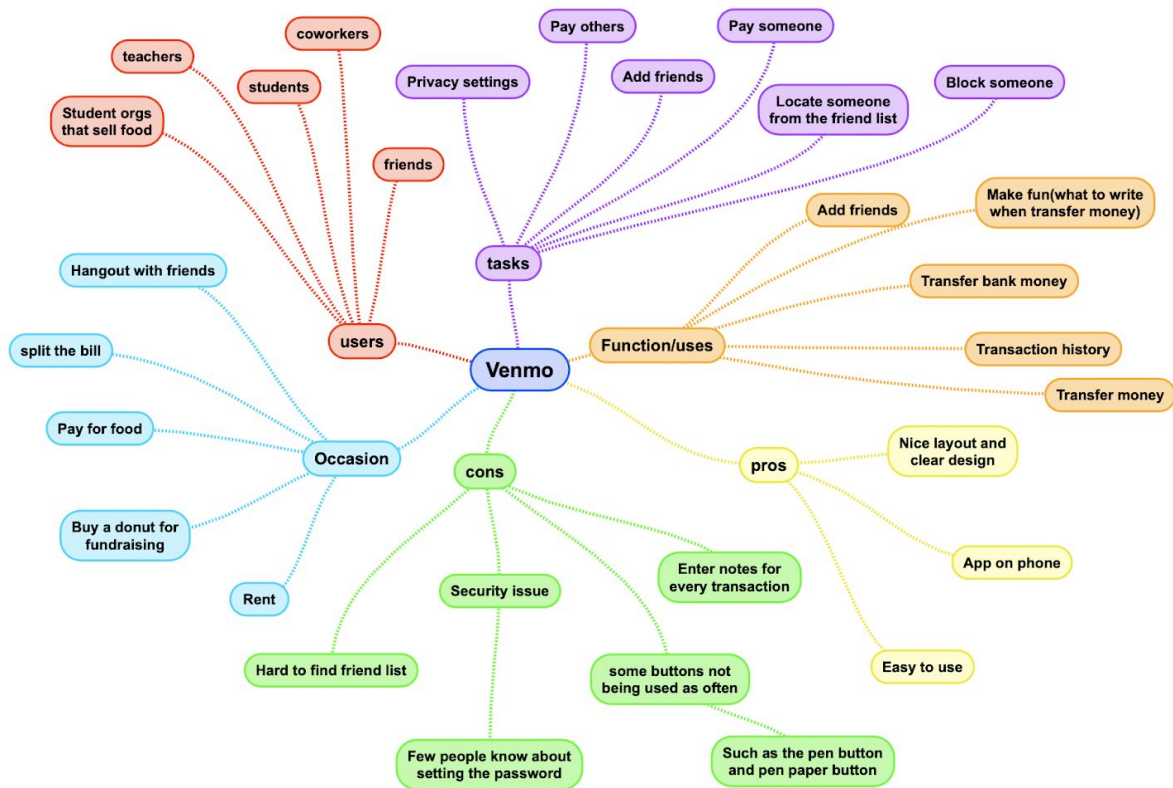 coworkers
teachers
students
Student orgs
that sell food
friends
users
Pay others
Pay someone
Privacy settings
Add friends
Block someone
Locate someone
from the friend list
tasks
Add friends
Make fun(what to write
when transfer money)
Transfer bank money
Transaction history
Transfer money
Function/uses
Venmo
Hangout with friends
split the bill
Pay for food
Occasion
Buy a donut for
fundraising
Rent
cons
Enter notes for
every transaction
Security issue
Hard to find friend list
some buttons not
being used as often
Few people know about
setting the password
Such as the pen button
and pen paper button
pros
Nice layout and
clear design
App on phone
Easy to use